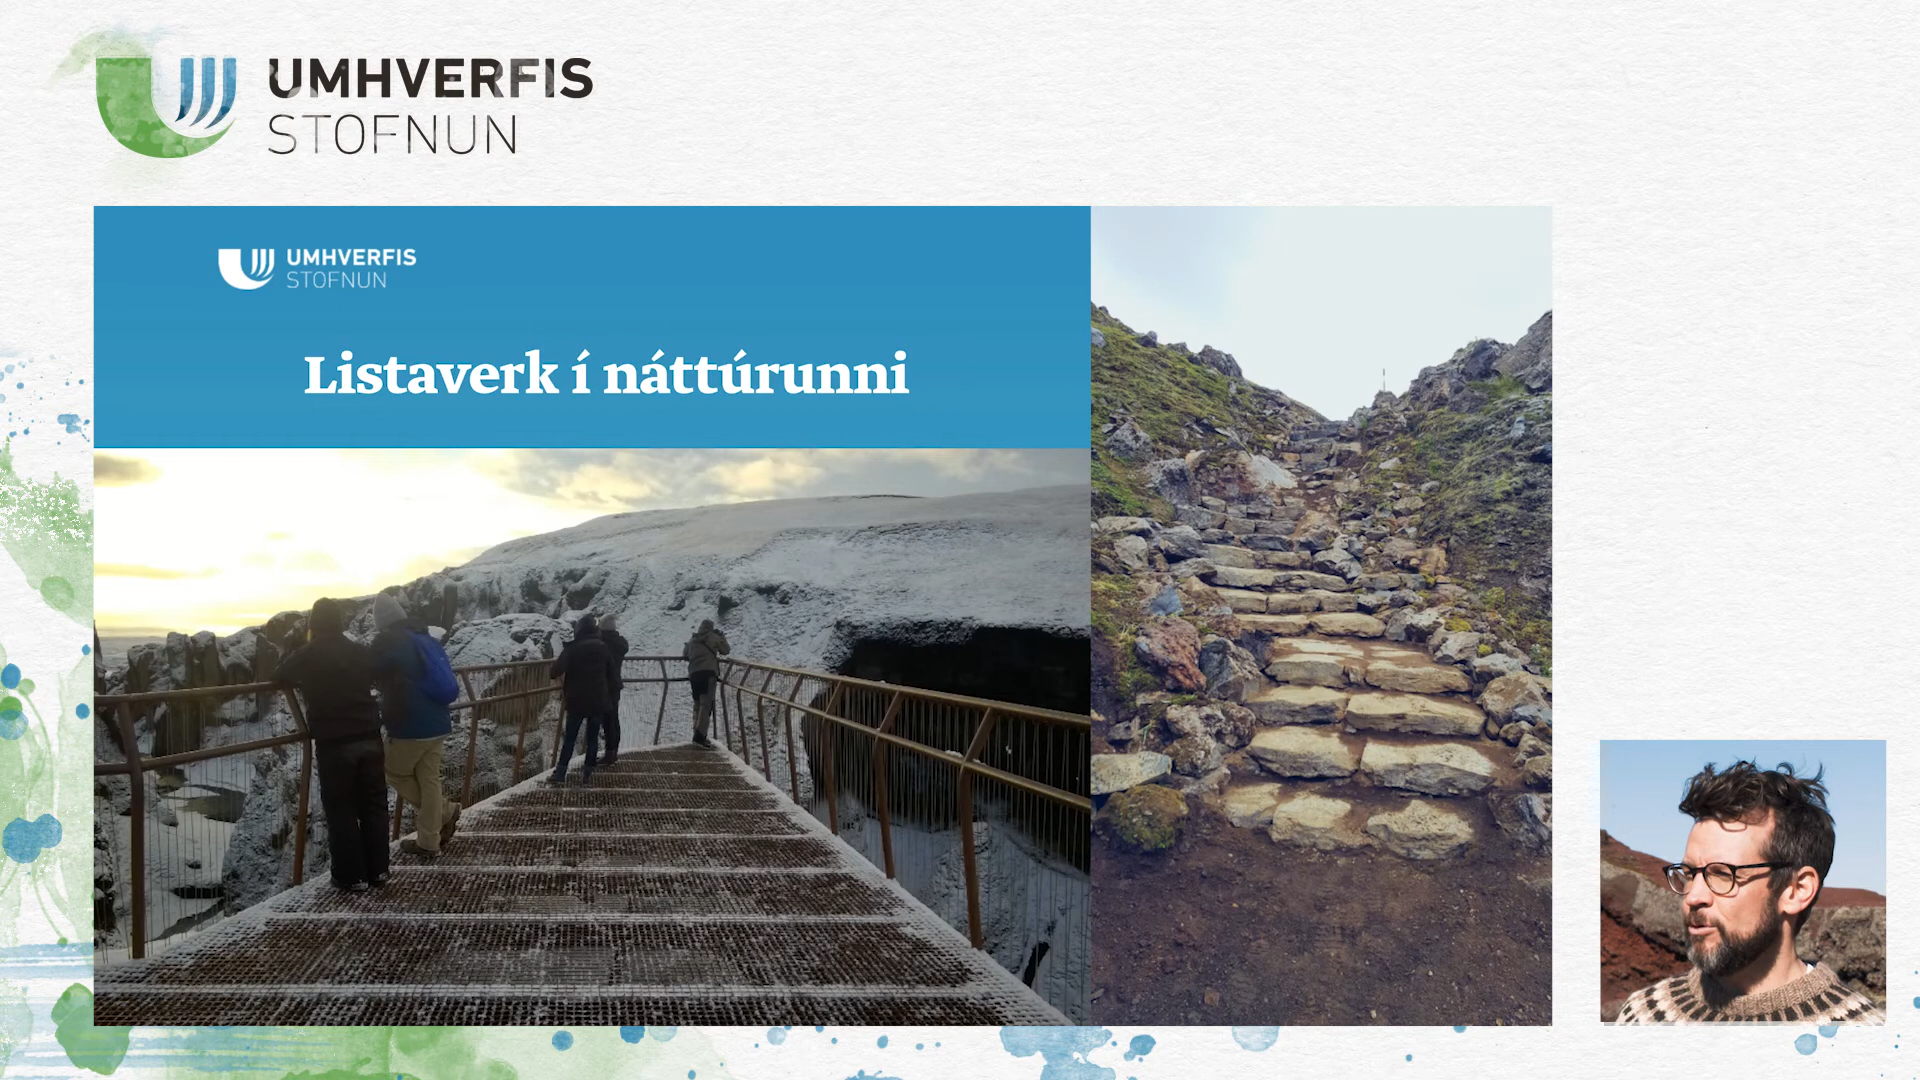 UMHVERFIS
STOFNUN
UMHVERFIS
STOFNUN
Listaverk í náttúrunni